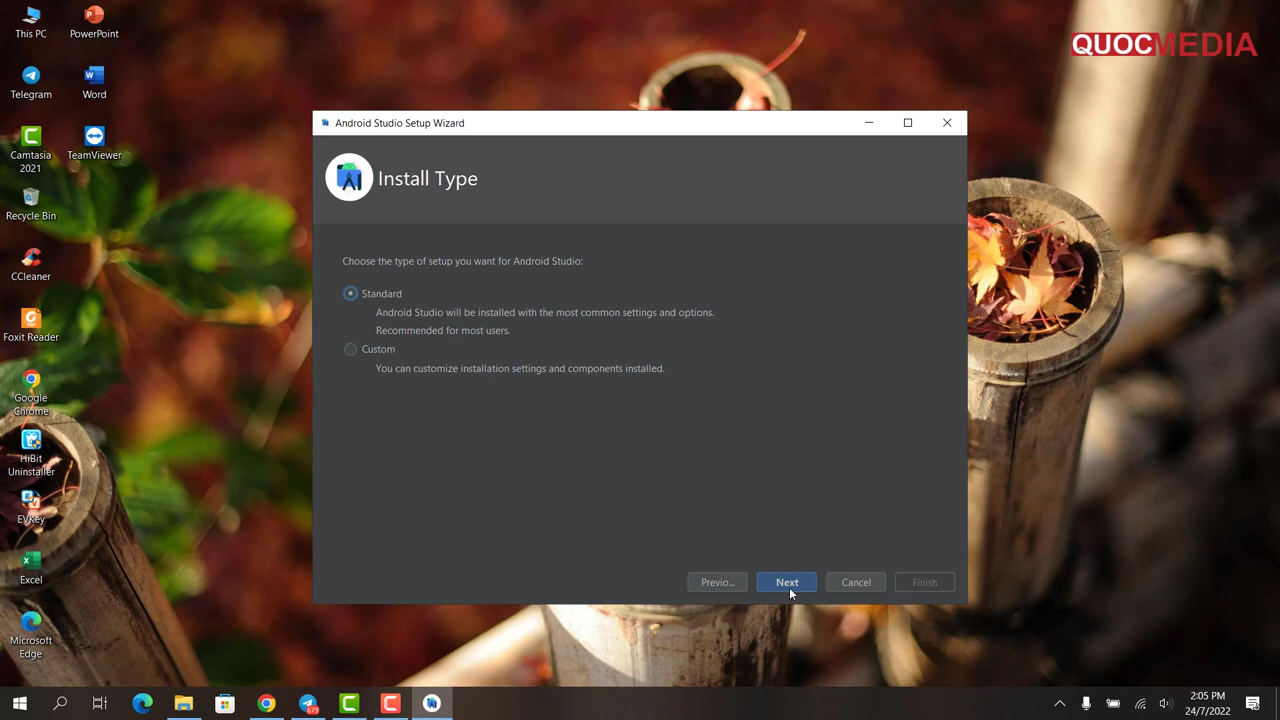 This PC
PowerPoint
Telegram
Word
Camtasia
2021
TeamViewer
Recycle Bin
CCleaner
Foxit Reader
Google
Chrome
HiBit
Uninstaller
EVKey
Excel
Microsoft
Edge
QUOCMEDIA
Android Studio Setup Wizard
Install Type
Choose the type of setup you want for Android Studio:
Standard
Android Studio will be installed with the most common settings and options.
Recommended for most users.
Custom
You can customize installation settings and components installed.
Previo...
Next
Cancel
Finish
679
2:05 PM
24/7/2022